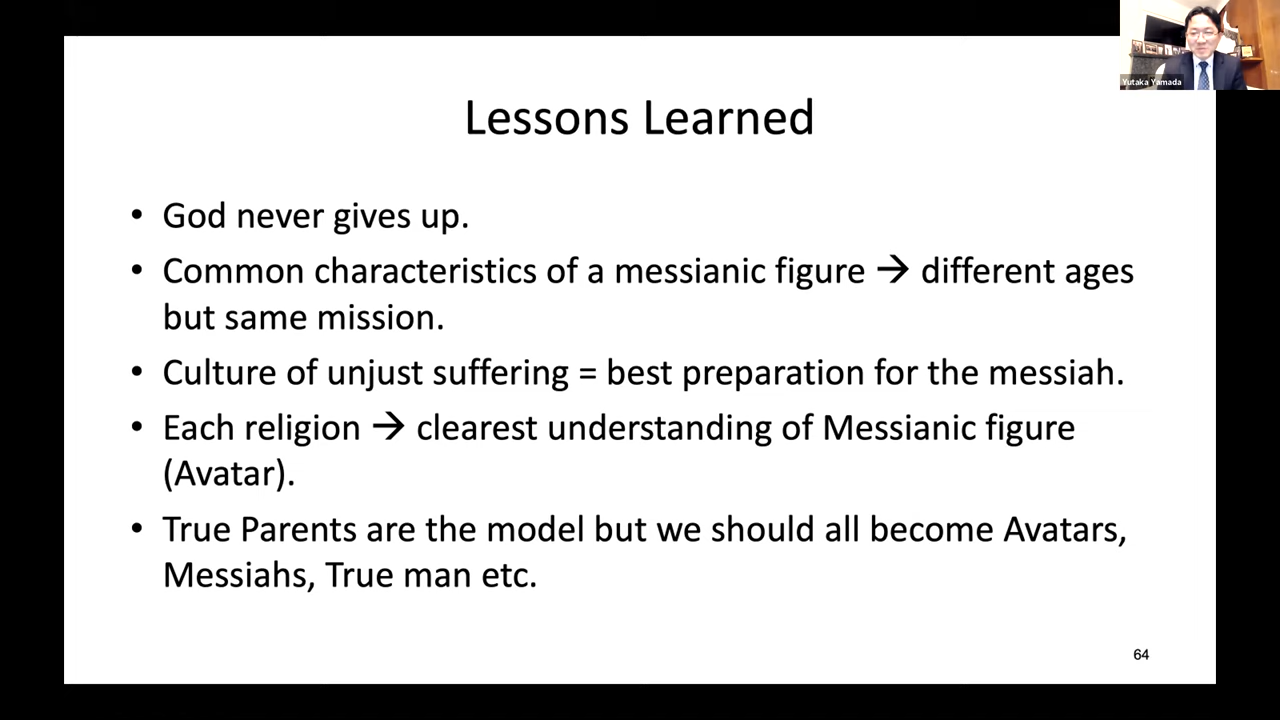 Yutaka Yamada
Lessons Learned
• God never gives up.
• Common characteristics of a messianic figure → different ages
but same mission.
• Culture of unjust suffering = best preparation for the messiah.
• Each religion → clearest understanding of Messianic figure
(Avatar).
• True Parents are the model but we should all become Avatars,
Messiahs, True man etc.
64